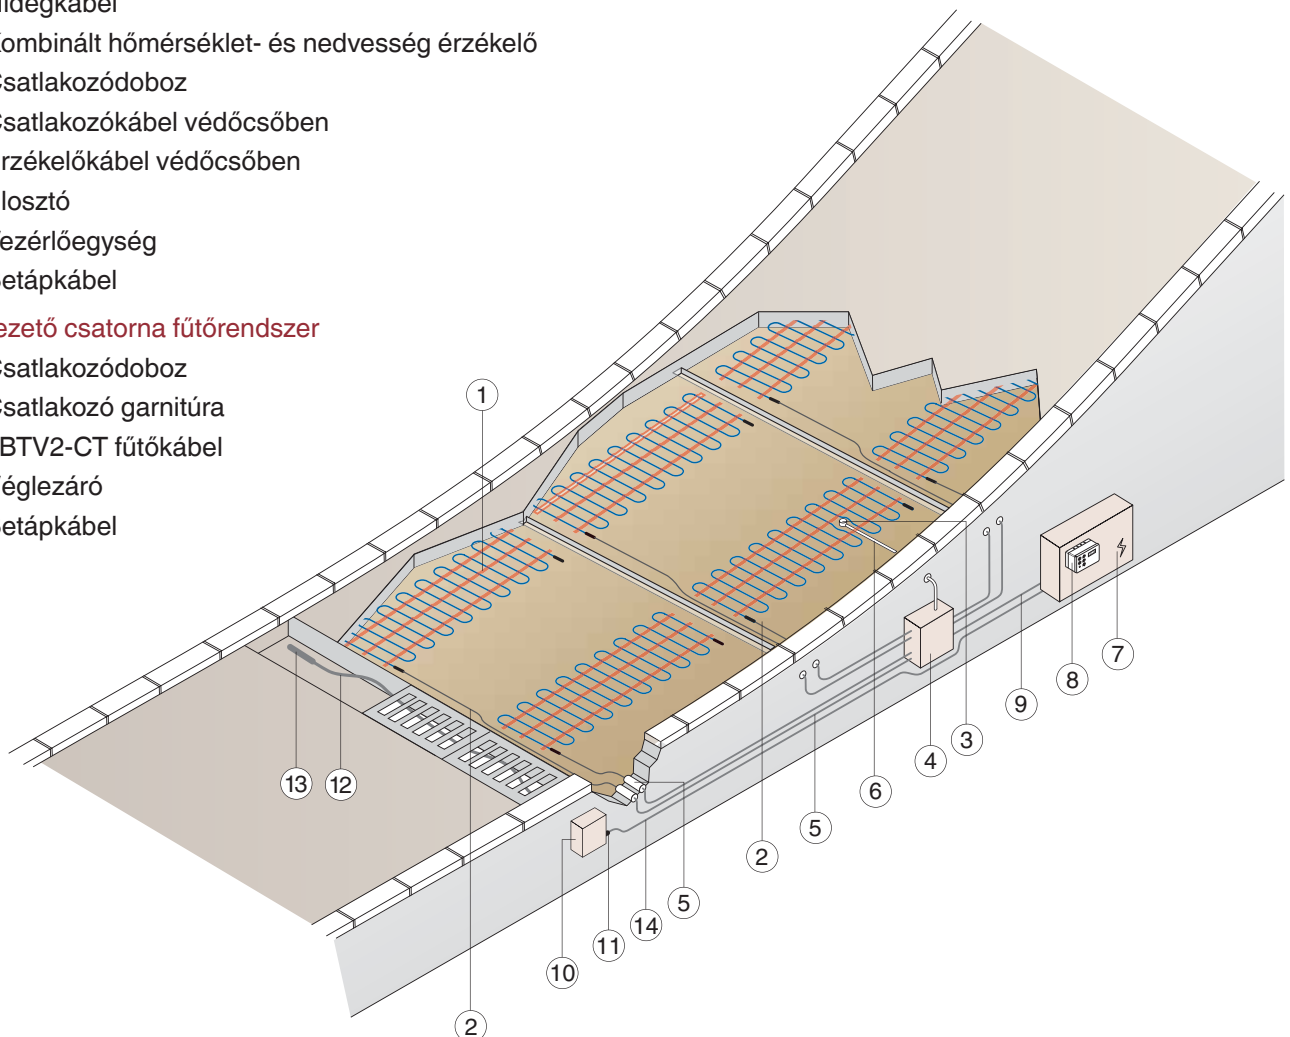 hidegkábel
ombinált hőmérséklet- és nedvesség érzékelő
satlakozódoboz
satlakozókábel védőcsőben
rzékelőkábel védőcsőben
losztó
ezérlőegység
etápkábel
ezető csatorna fűtőrendszer
satlakozódoboz
satlakozó garnitúra
BTV2-CT fűtőkábel
églezáró
etápkábel
1
13
12
2
10
11
14
5
2
5
6
4
3
9
8
7